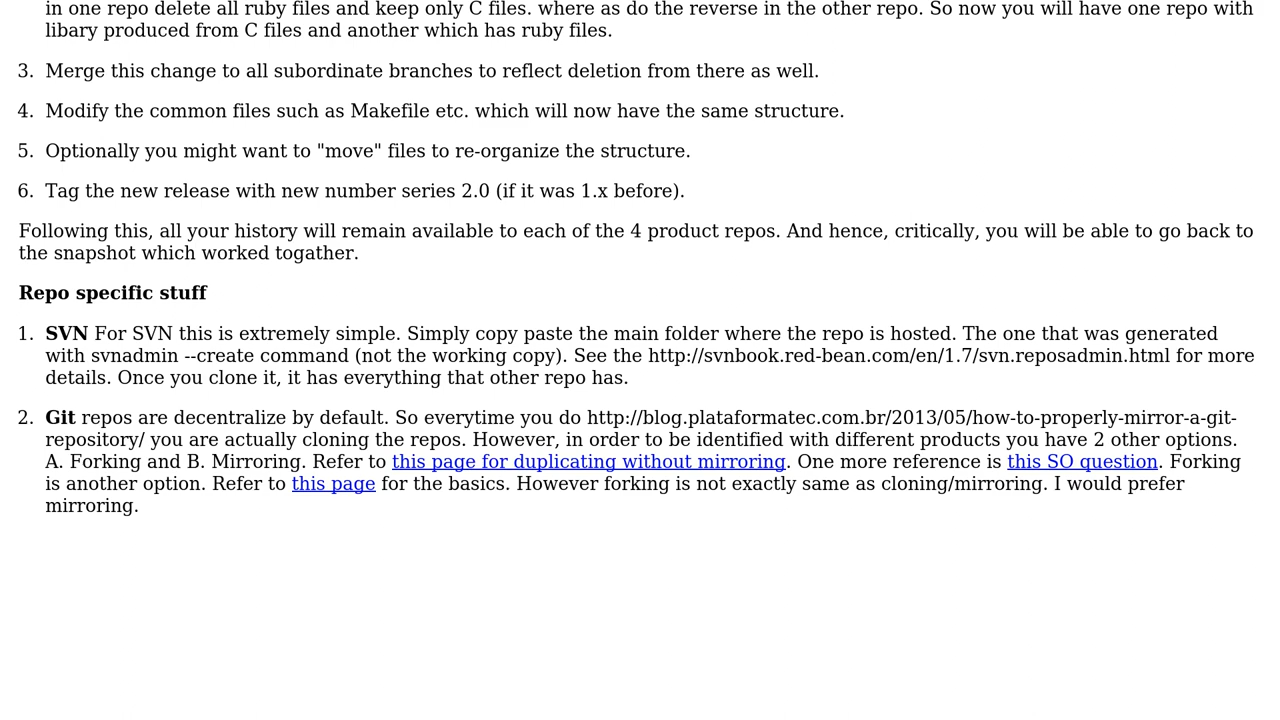 in one repo delete all ruby files and keep only C files. where as do the reverse in the other repo. So now you will have one repo with
libary produced from C files and another which has ruby files.
3. Merge this change to all subordinate branches to reflect deletion from there as well.
4. Modify the common files such as Makefile etc. which will now have the same structure.
5. Optionally you might want to "move" files to re-organize the structure.
6. Tag the new release with new number series 2.0 (if it was 1.x before).
Following this, all your history will remain available to each of the 4 product repos. And hence, critically, you will be able to go back to
the snapshot which worked togather.
Repo specific stuff
1. SVN For SVN this is extremely simple. Simply copy paste the main folder where the repo is hosted. The one that was generated
with svnadmin --create command (not the working copy). See the http://svnbook.red-bean.com/en/1.7/svn.reposadmin.html for more
details. Once you clone it, it has everything that other repo has.
2. Git repos are decentralize by default. So everytime you do http://blog.plataformatec.com.br/2013/05/how-to-properly-mirror-a-git-
repository/ you are actually cloning the repos. However, in order to be identified with different products you have 2 other options.
A. Forking and B. Mirroring. Refer to this page for duplicating without mirroring. One more reference is this SO question. Forking
is another option. Refer to this page for the basics. However forking is not exactly same as cloning/mirroring. I would prefer
mirroring.